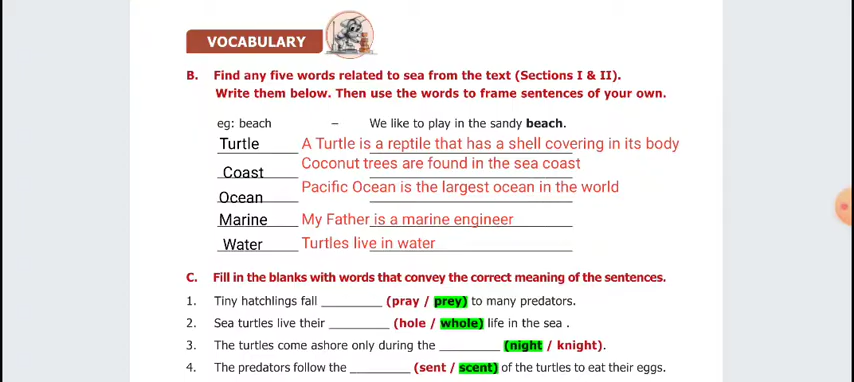 VOCABULARY
B. Find any five words related to sea from the text (Sections I & II).
Write them below. Then use the words to frame sentences of your own.
eg: beach – We like to play in the sandy beach.
Turtle A Turtle is a reptile that has a shell covering in its body
Coast Coconut trees are found in the sea coast
Ocean Pacific Ocean is the largest ocean in the world
Marine My Father is a marine engineer
Water Turtles live in water
C. Fill in the blanks with words that convey the correct meaning of the sentences.
1. Tiny hatchlings fall __________ (pray / prey) to many predators.
2. Sea turtles live their __________ (hole / whole) life in the sea .
3. The turtles come ashore only during the __________ (night / knight).
4. The predators follow the __________ (sent / scent) of the turtles to eat their eggs.